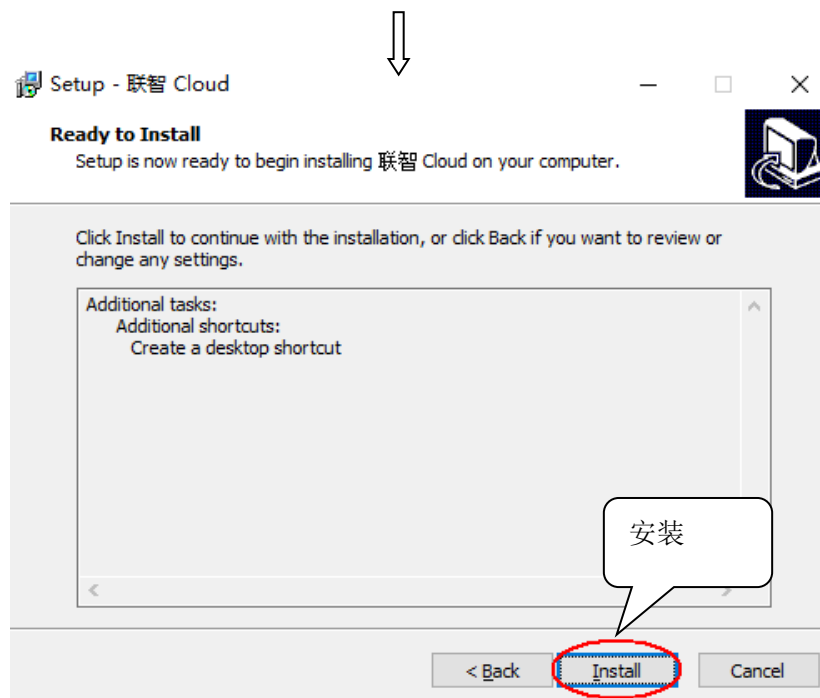 Setup - 联智 Cloud
Ready to Install
Setup is now ready to begin installing 联智 Cloud on your computer.
Click Install to continue with the installation, or click Back if you want to review or
change any settings.
Additional tasks:
Additional shortcuts:
Create a desktop shortcut
安装
< Back
Install
Cancel